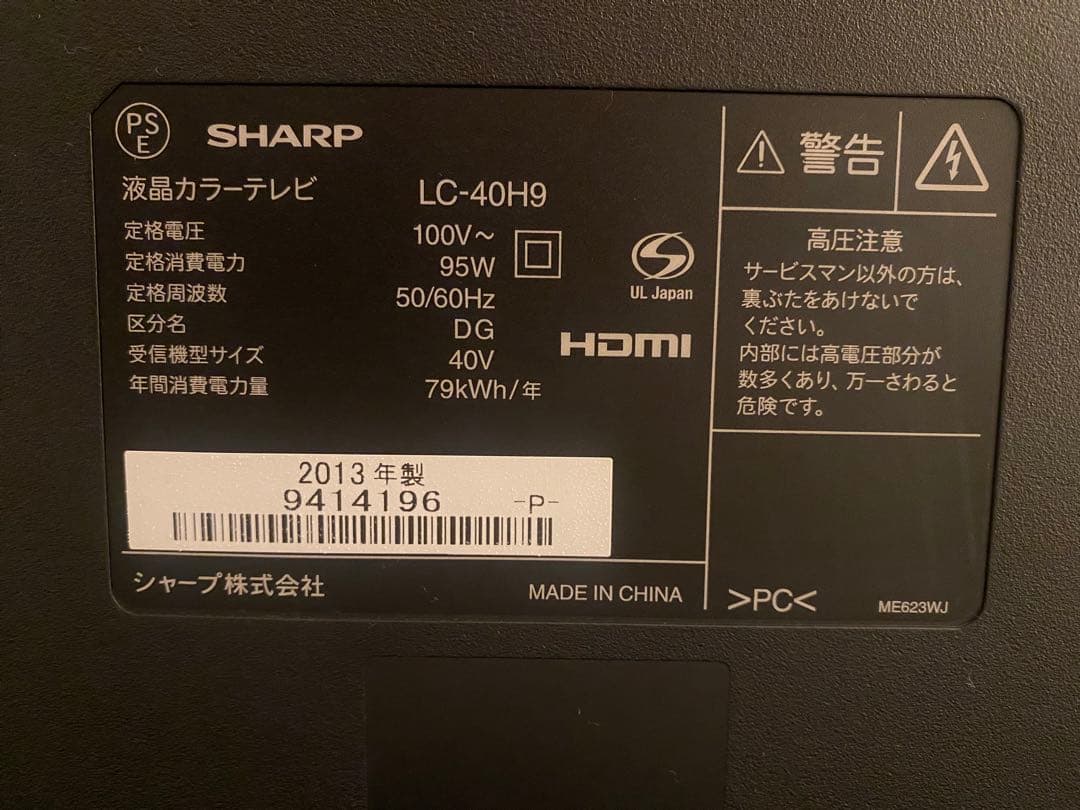 PS
E
SHARP
液晶カラーテレビ LC-40H9
定格電圧 100V～
定格消費電力 95W
定格周波数 50/60Hz
区分名 DG
受信機型サイズ 40V
年間消費電力量 79kWh/年
UL Japan
HDMI
2013 年製
9414196 -P-
シャープ株式会社 MADE IN CHINA
警告
高圧注意
サービスマン以外の方は、
裏ぶたをあけないで
ください。
内部には高電圧部分が
数多くあり、万一さわると
危険です。
>PC< ME623WJ